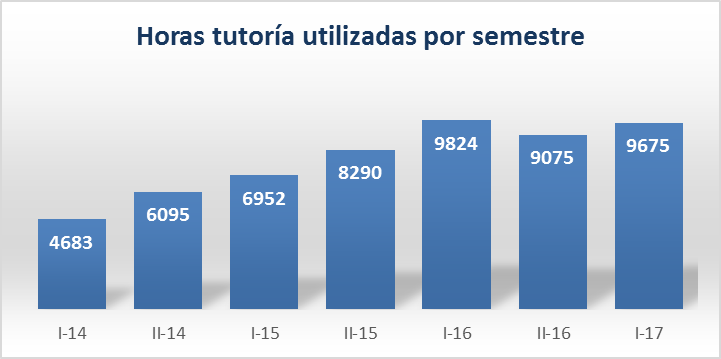 Horas tutoría utilizadas por semestre
4683
6095
6952
8290
9824
9075
9675
I-14
II-14
I-15
II-15
I-16
II-16
I-17